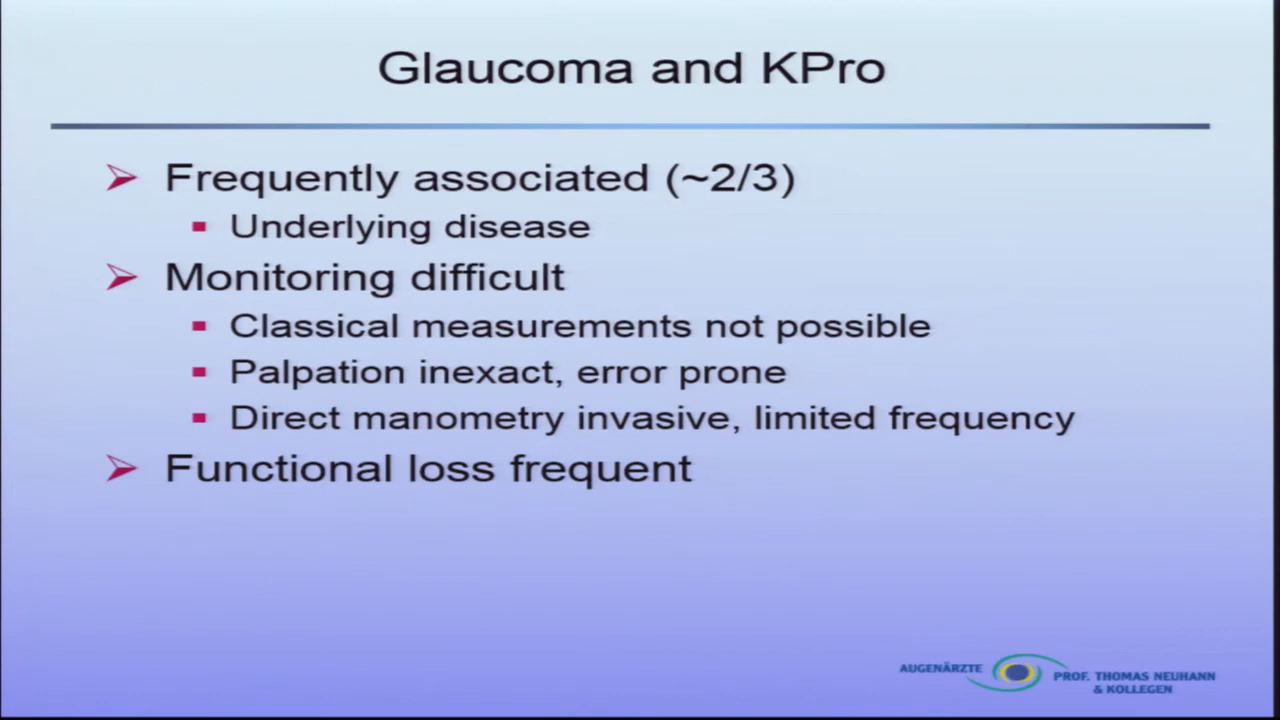 Glaucoma and KPro
Frequently associated (~2/3)
Underlying disease
Monitoring difficult
Classical measurements not possible
Palpation inexact, error prone
Direct manometry invasive, limited frequency
Functional loss frequent
AUGENÄRZTE
PROF. THOMAS NEUHANN
& KOLLEGEN